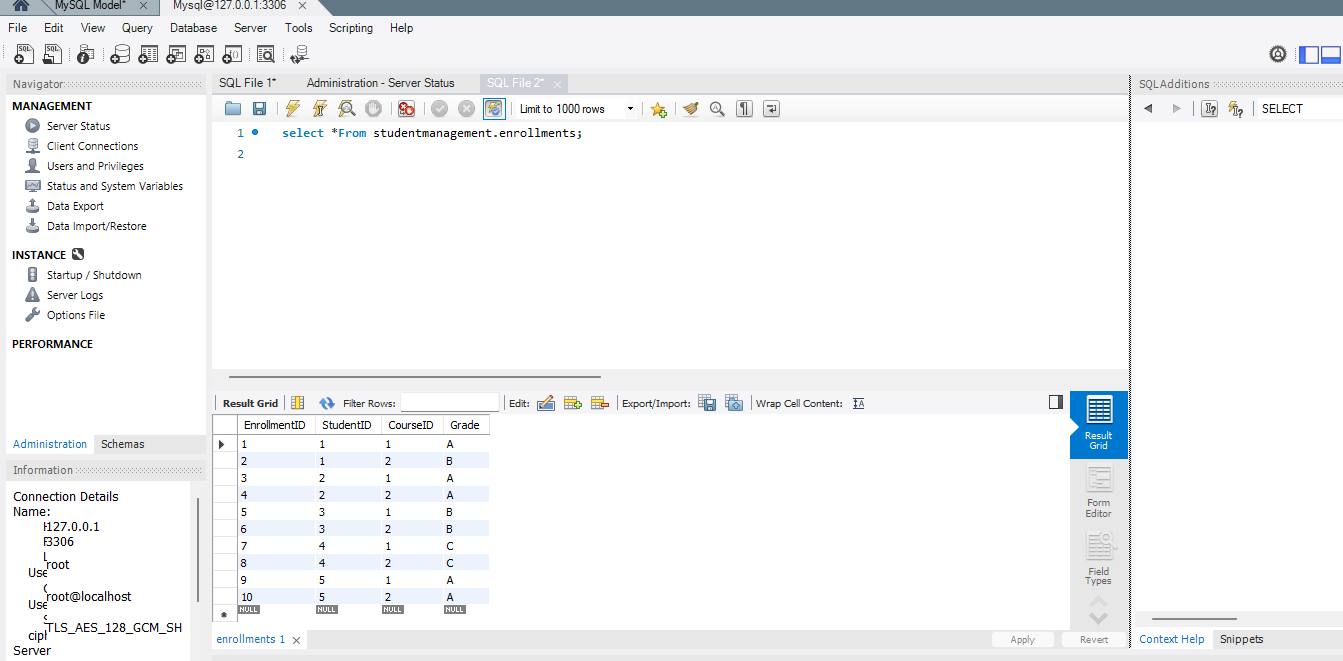 MySQL Model*
Mysql@127.0.0.1:3306
File Edit View Query Database Server Tools Scripting Help
Navigator
MANAGEMENT
Server Status
Client Connections
Users and Privileges
Status and System Variables
Data Export
Data Import/Restore
INSTANCE
Startup / Shutdown
Server Logs
Options File
PERFORMANCE
Administration Schemas
Information
Connection Details
Name:
127.0.0.1
3306
root
Use
root@localhost
Use
TLS_AES_128_GCM_SH
Server
SQL File 1* Administration - Server Status SQL File 2*
Limit to 1000 rows
1 select *From studentmanagement.enrollments;
2
Result Grid Filter Rows: Edit: Export/Import: Wrap Cell Content:
EnrollmentID StudentID CourseID Grade
1 1 1 A
2 1 2 B
3 2 1 A
4 2 2 A
5 3 1 B
6 3 2 B
7 4 1 C
8 4 2 C
9 5 1 A
10 5 2 A
NULL NULL NULL NULL
Result
Grid
Form
Editor
Field
Types
enrollments 1
Apply Revert
SQLAdditions
SELECT
Context Help Snippets